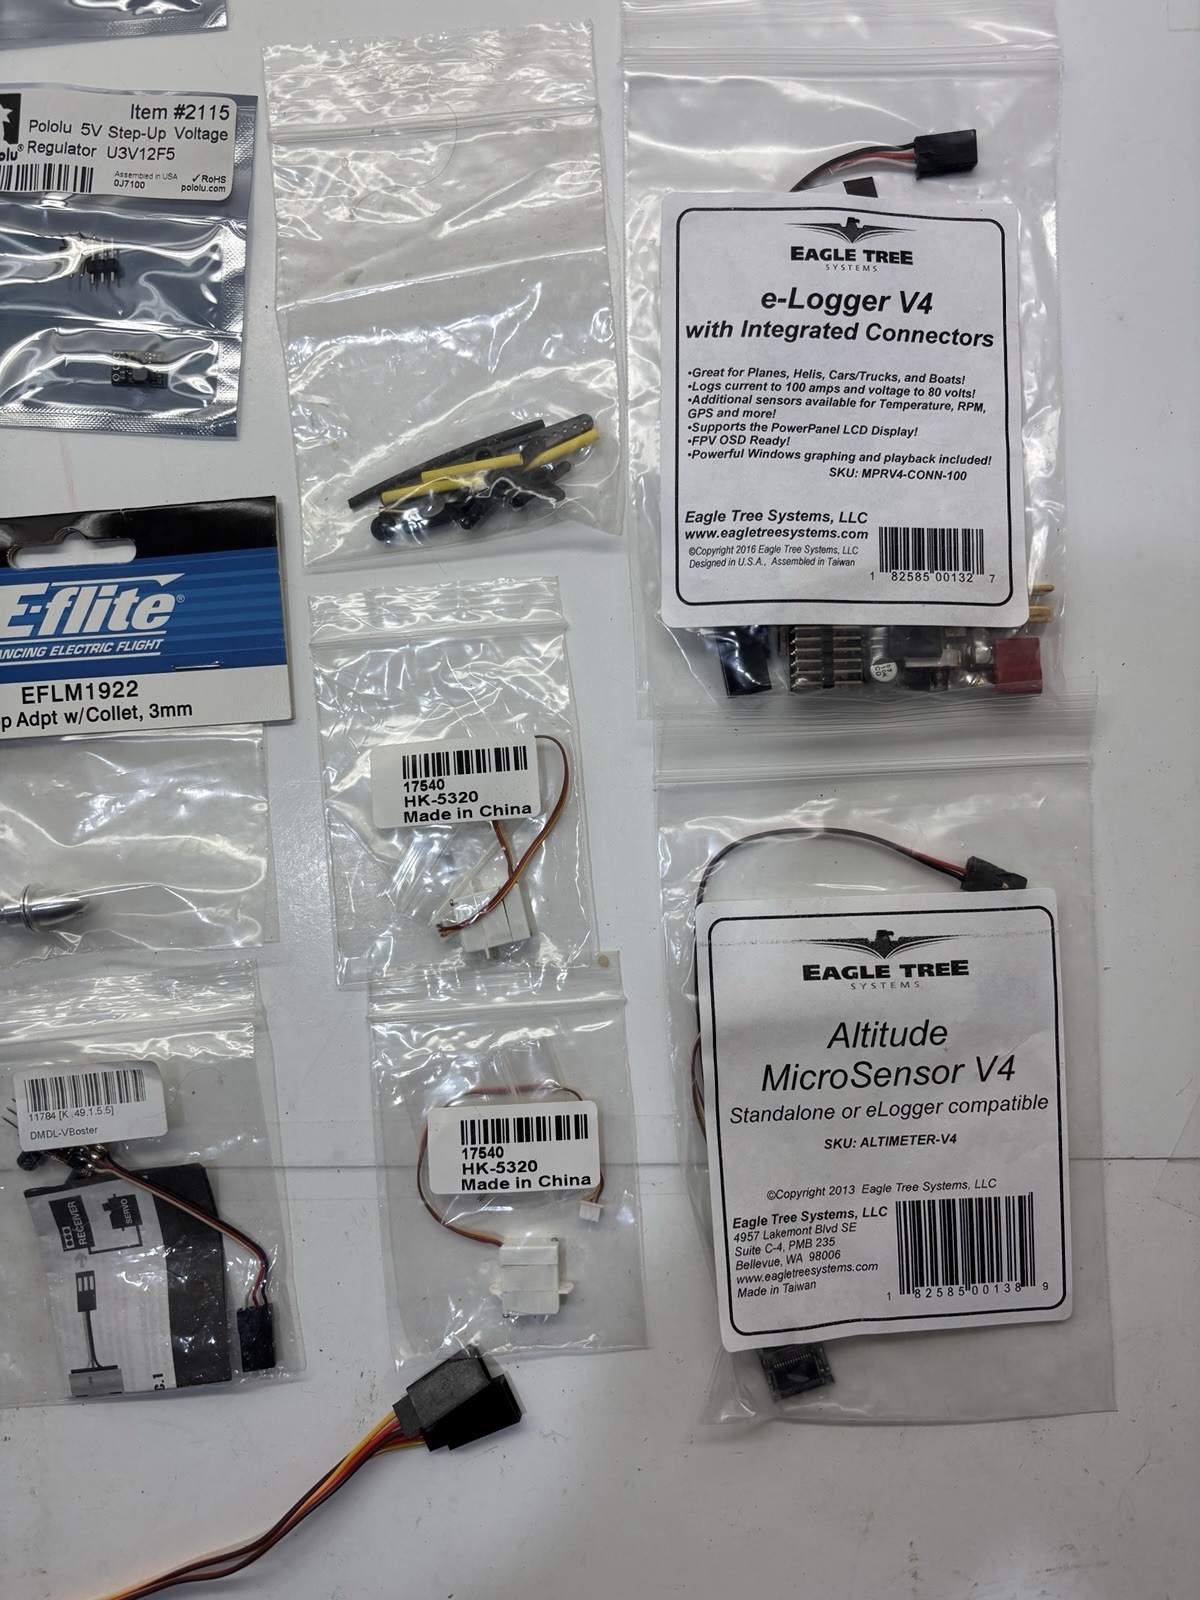 Item #2115
Pololu 5V Step-Up Voltage
Regulator U3V12F5
Assembled in USA
0J7100
✓RoHS
pololu.com
E-flite®
ANCING ELECTRIC FLIGHT
EFLM1922
p Adpt w/Collet, 3mm
11784 [K .49.1.5.5]
DMDL-VBoster
RECEIVER
SERVO
17540
HK-5320
Made in China
17540
HK-5320
Made in China
EAGLE TREE
SYSTEMS
e-Logger V4
with Integrated Connectors
•Great for Planes, Helis, Cars/Trucks, and Boats!
•Logs current to 100 amps and voltage to 80 volts!
•Additional sensors available for Temperature, RPM,
GPS and more!
•Supports the PowerPanel LCD Display!
•FPV OSD Ready!
•Powerful Windows graphing and playback included!
SKU: MPRV4-CONN-100
Eagle Tree Systems, LLC
www.eagletreesystems.com
©Copyright 2016 Eagle Tree Systems, LLC
Designed in U.S.A., Assembled in Taiwan
1 82585 00132 7
EAGLE TREE
SYSTEMS
Altitude
MicroSensor V4
Standalone or eLogger compatible
SKU: ALTIMETER-V4
©Copyright 2013 Eagle Tree Systems, LLC
Eagle Tree Systems, LLC
4957 Lakemont Blvd SE
Suite C-4, PMB 235
Bellevue, WA 98006
www.eagletreesystems.com
Made in Taiwan
1 82585 00138 9